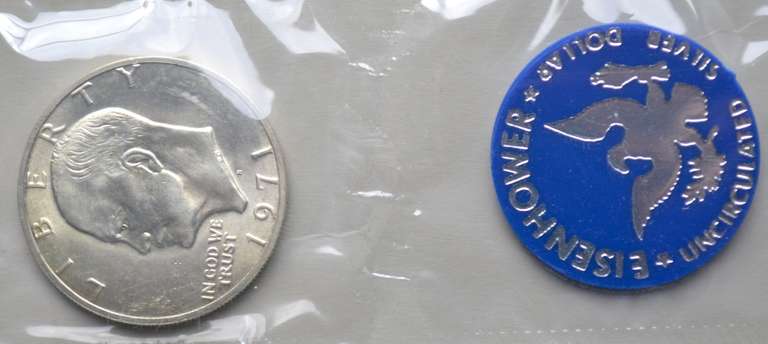 LIBERTY
IN GOD WE
TRUST
1971
★ EISENHOWER ★
UNCIRCULATED
SILVER DOLLAR